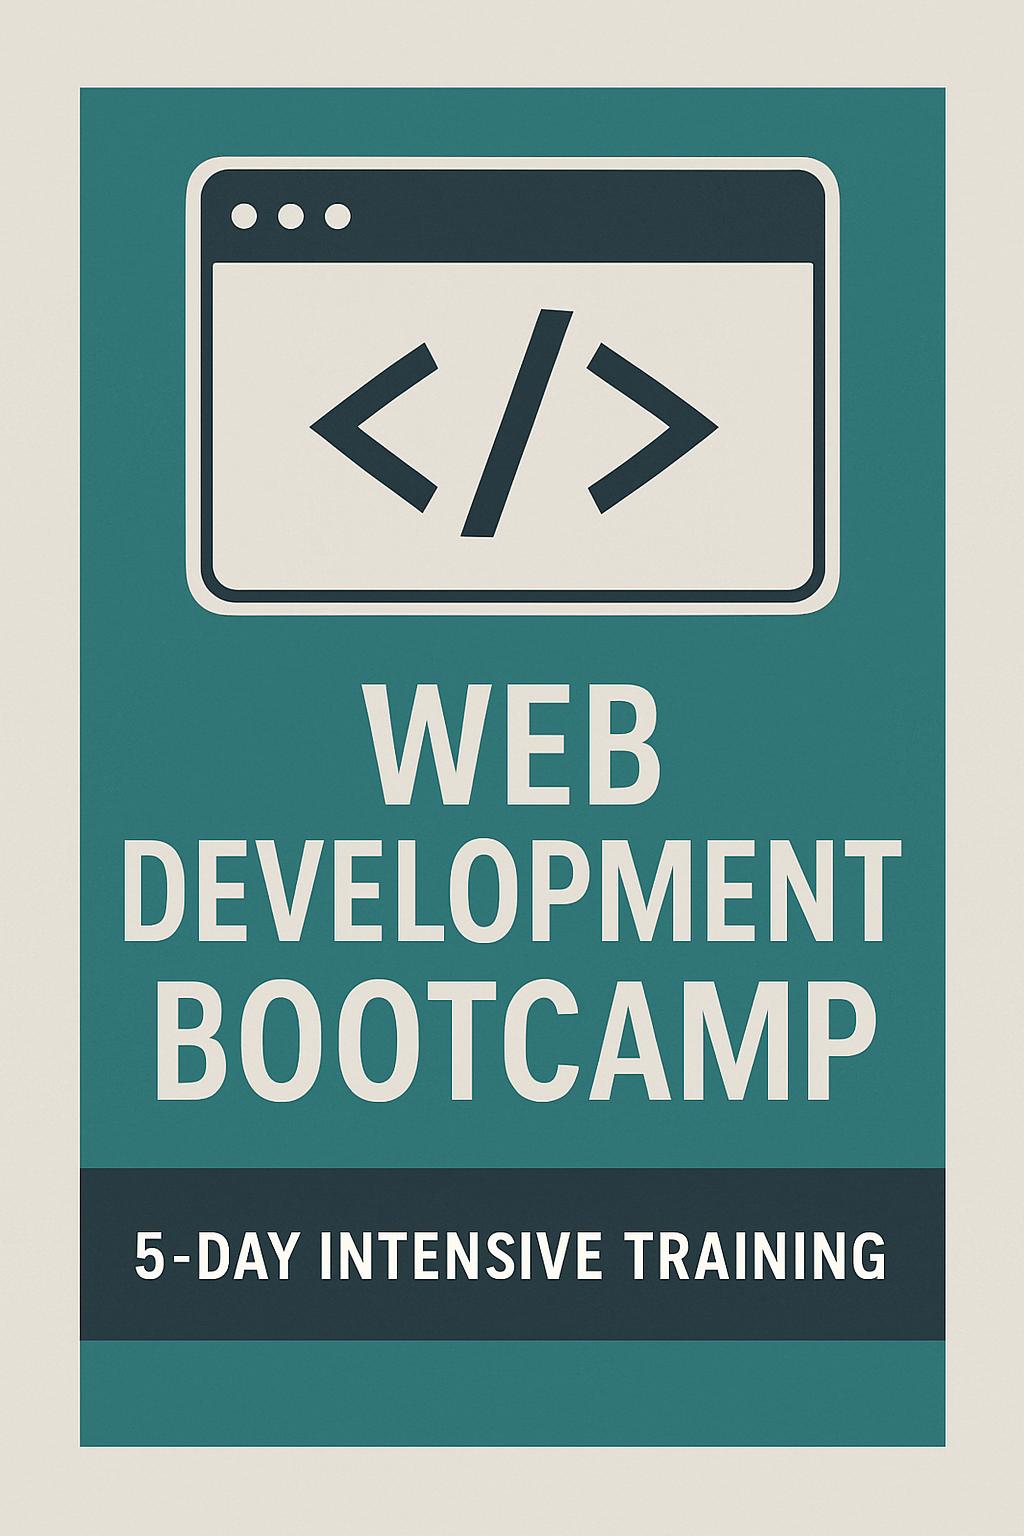 </>
WEB
DEVELOPMENT
BOOTCAMP
5-DAY INTENSIVE TRAINING